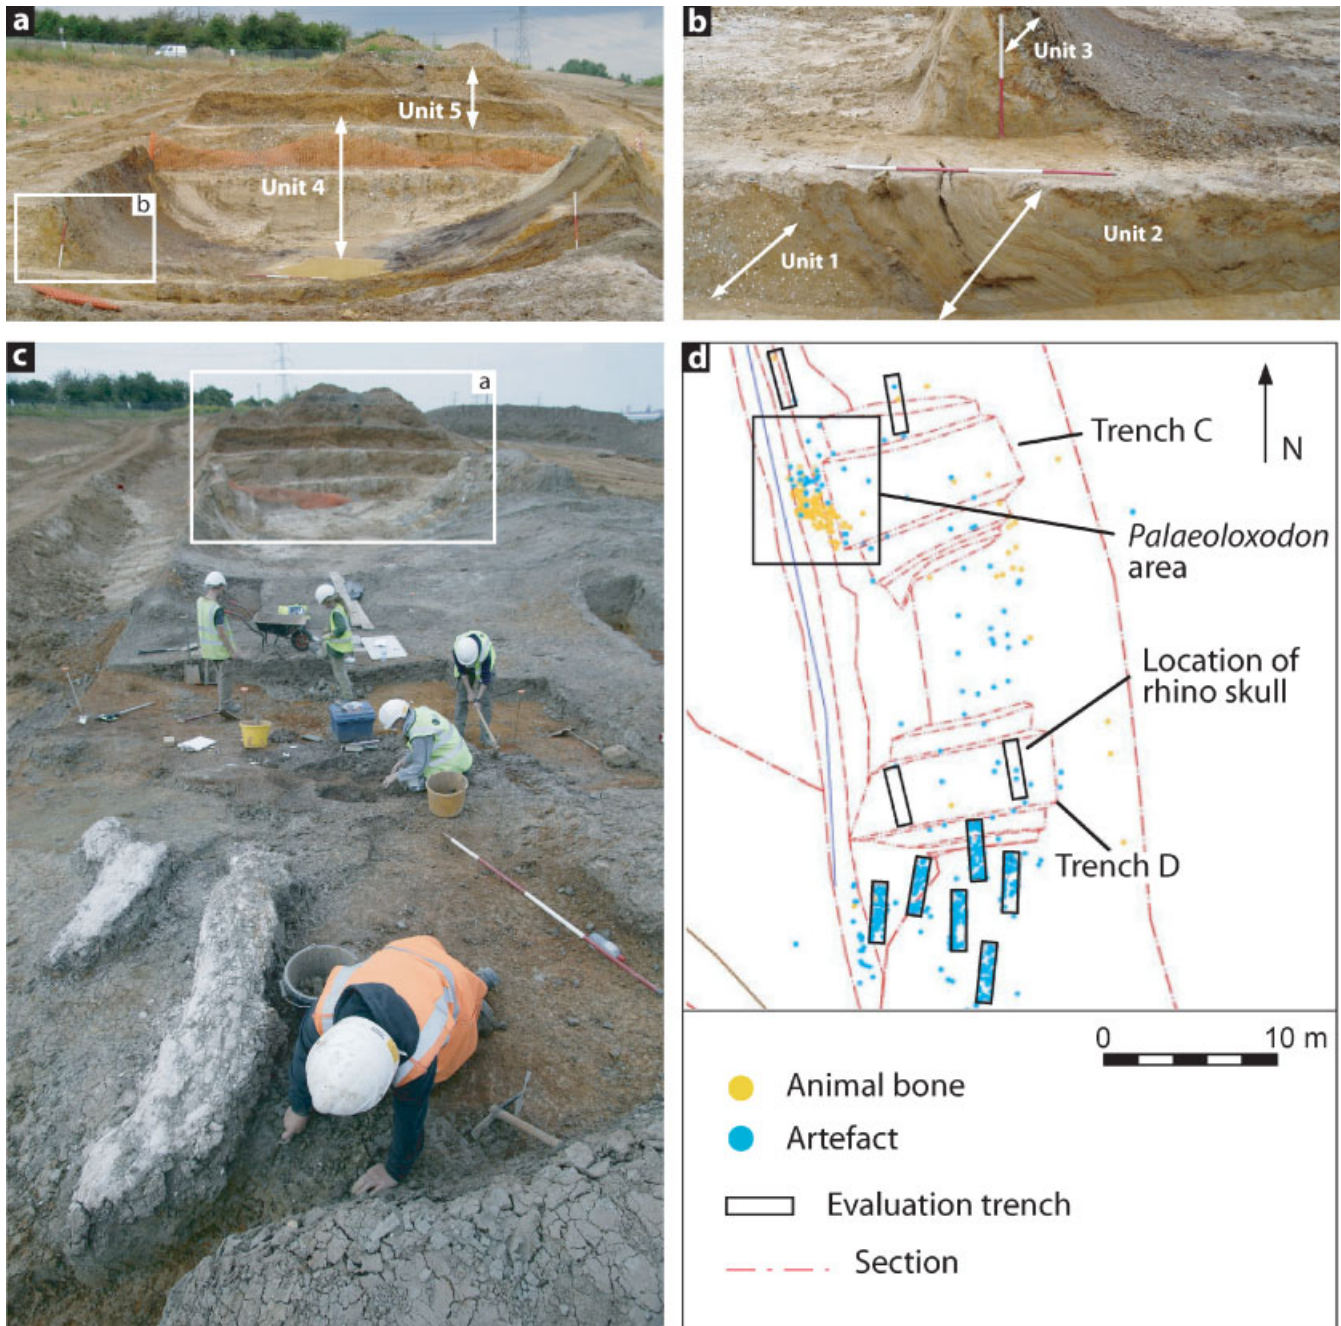 a
Unit 5
Unit 4
b
b
Unit 3
Unit 2
Unit 1
c
a
d
N
Trench C
Palaeoloxodon
area
Location of
rhino skull
Trench D
0 10 m
Animal bone
Artefact
Evaluation trench
Section